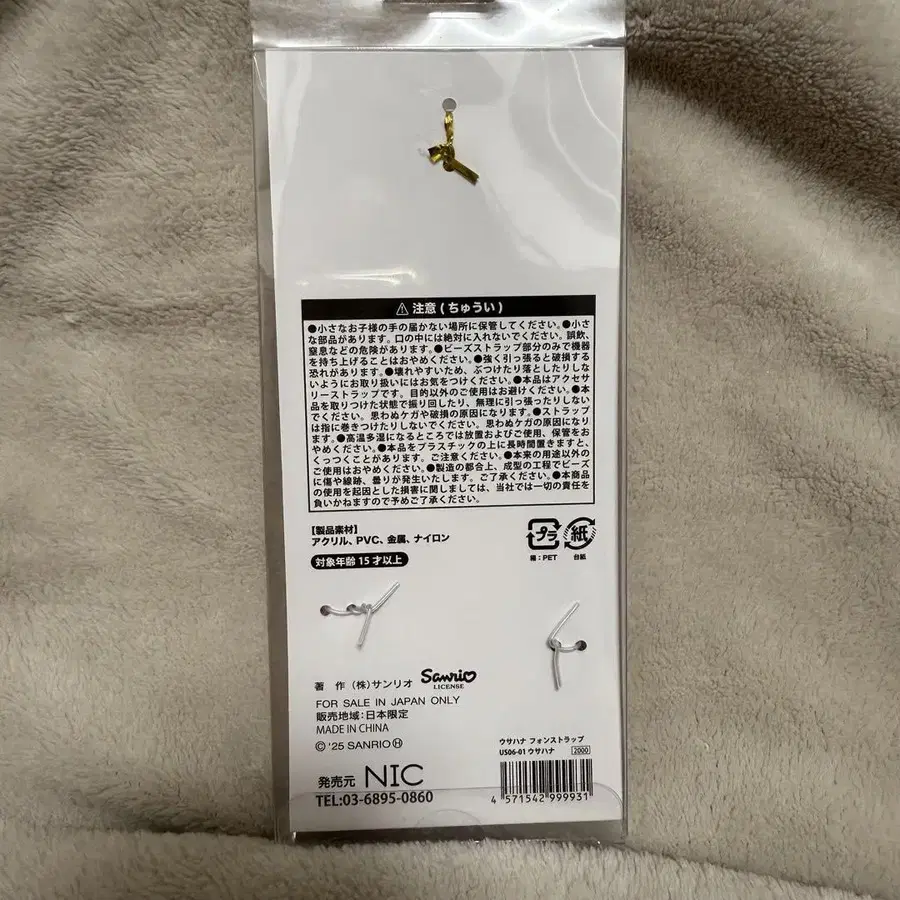 ⚠ 注意(ちゅうい)
●小さなお子様の手の届かない場所に保管してください。●小さ
な部品があります。口の中には絶対に入れないでください。誤飲、
窒息などの危険があります。●ビーズストラップ部分のみで機器
を持ち上げることはおやめください。●強く引っ張ると破損する
恐れがあります。●壊れやすいため、ぶつけたり落としたりしな
いようにお取り扱いにはお気をつけください。●本品はアクセサ
リーストラップです。目的以外のご使用はお避けください。●本
品を取りつけた状態で振り回したり、無理に引っ張ったりしない
でください。思わぬケガや破損の原因になります。●ストラップ
は指に巻きつけたりしないでください。思わぬケガの原因になり
ます。●高温多湿になるところでは放置およびご使用、保管をお
やめください。●本品をプラスチックの上に長時間置きますと、
くっつくことがあります。ご注意ください。●本来の用途以外の
ご使用はおやめください。●製造の都合上、成型の工程でビーズ
に傷や線跡、曇りが発生いたします。ご了承ください。●本商品
の使用を起因とした損害に関しましては、当社では一切の責任を
負いかねますので予めご了承ください。
【製品素材】
アクリル、PVC、金属、ナイロン
対象年齢15才以上
プラ
紙
袋:PET
台紙
著 作 (株)サンリオ
Sanrio
LICENSE
FOR SALE IN JAPAN ONLY
販売地域:日本限定
MADE IN CHINA
© '25 SANRIO Ⓗ
発売元 NIC
TEL:03-6895-0860
ウサハナ フォンストラップ
US06-01 ウサハナ 2000
4 571542 999931